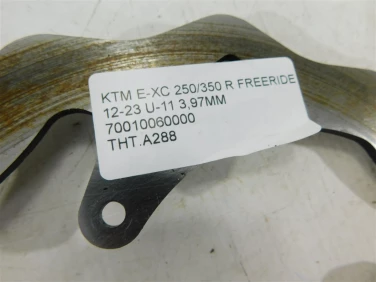 KTM E-XC 250/350 R FREERIDE
12-23 U-11 3,97MM
70010060000
THT.A288